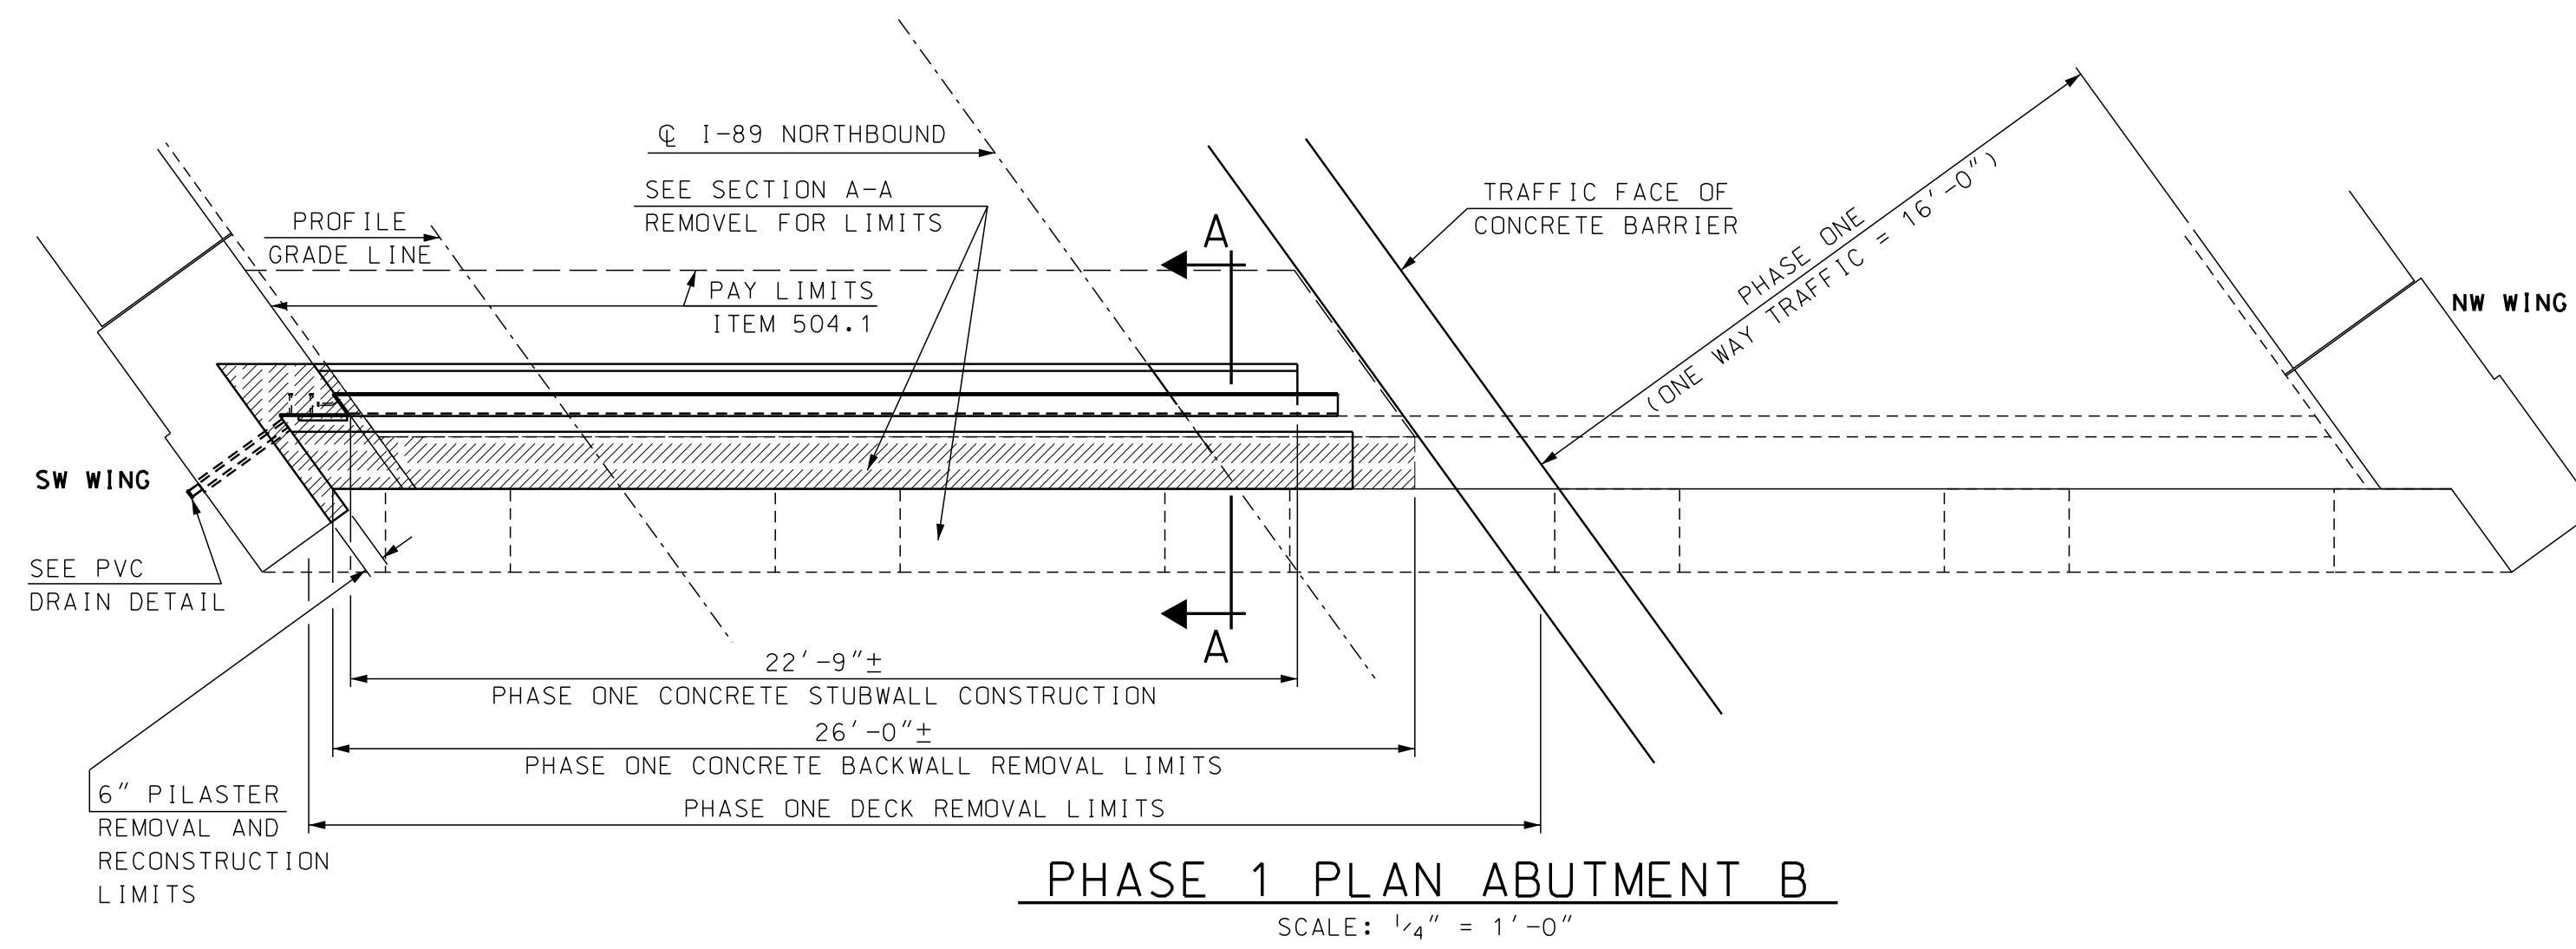 ℄ I-89 NORTHBOUND
SEE SECTION A-A
REMOVEL FOR LIMITS
PROFILE
GRADE LINE
PAY LIMITS
ITEM 504.1
A
TRAFFIC FACE OF
CONCRETE BARRIER
PHASE ONE
(ONE WAY TRAFFIC = 16'-0")
NW WING
SW WING
SEE PVC
DRAIN DETAIL
A
22'-9"±
PHASE ONE CONCRETE STUBWALL CONSTRUCTION
26'-0"±
PHASE ONE CONCRETE BACKWALL REMOVAL LIMITS
PHASE ONE DECK REMOVAL LIMITS
6" PILASTER
REMOVAL AND
RECONSTRUCTION
LIMITS
PHASE 1 PLAN ABUTMENT B
SCALE: 1/4" = 1'-0"